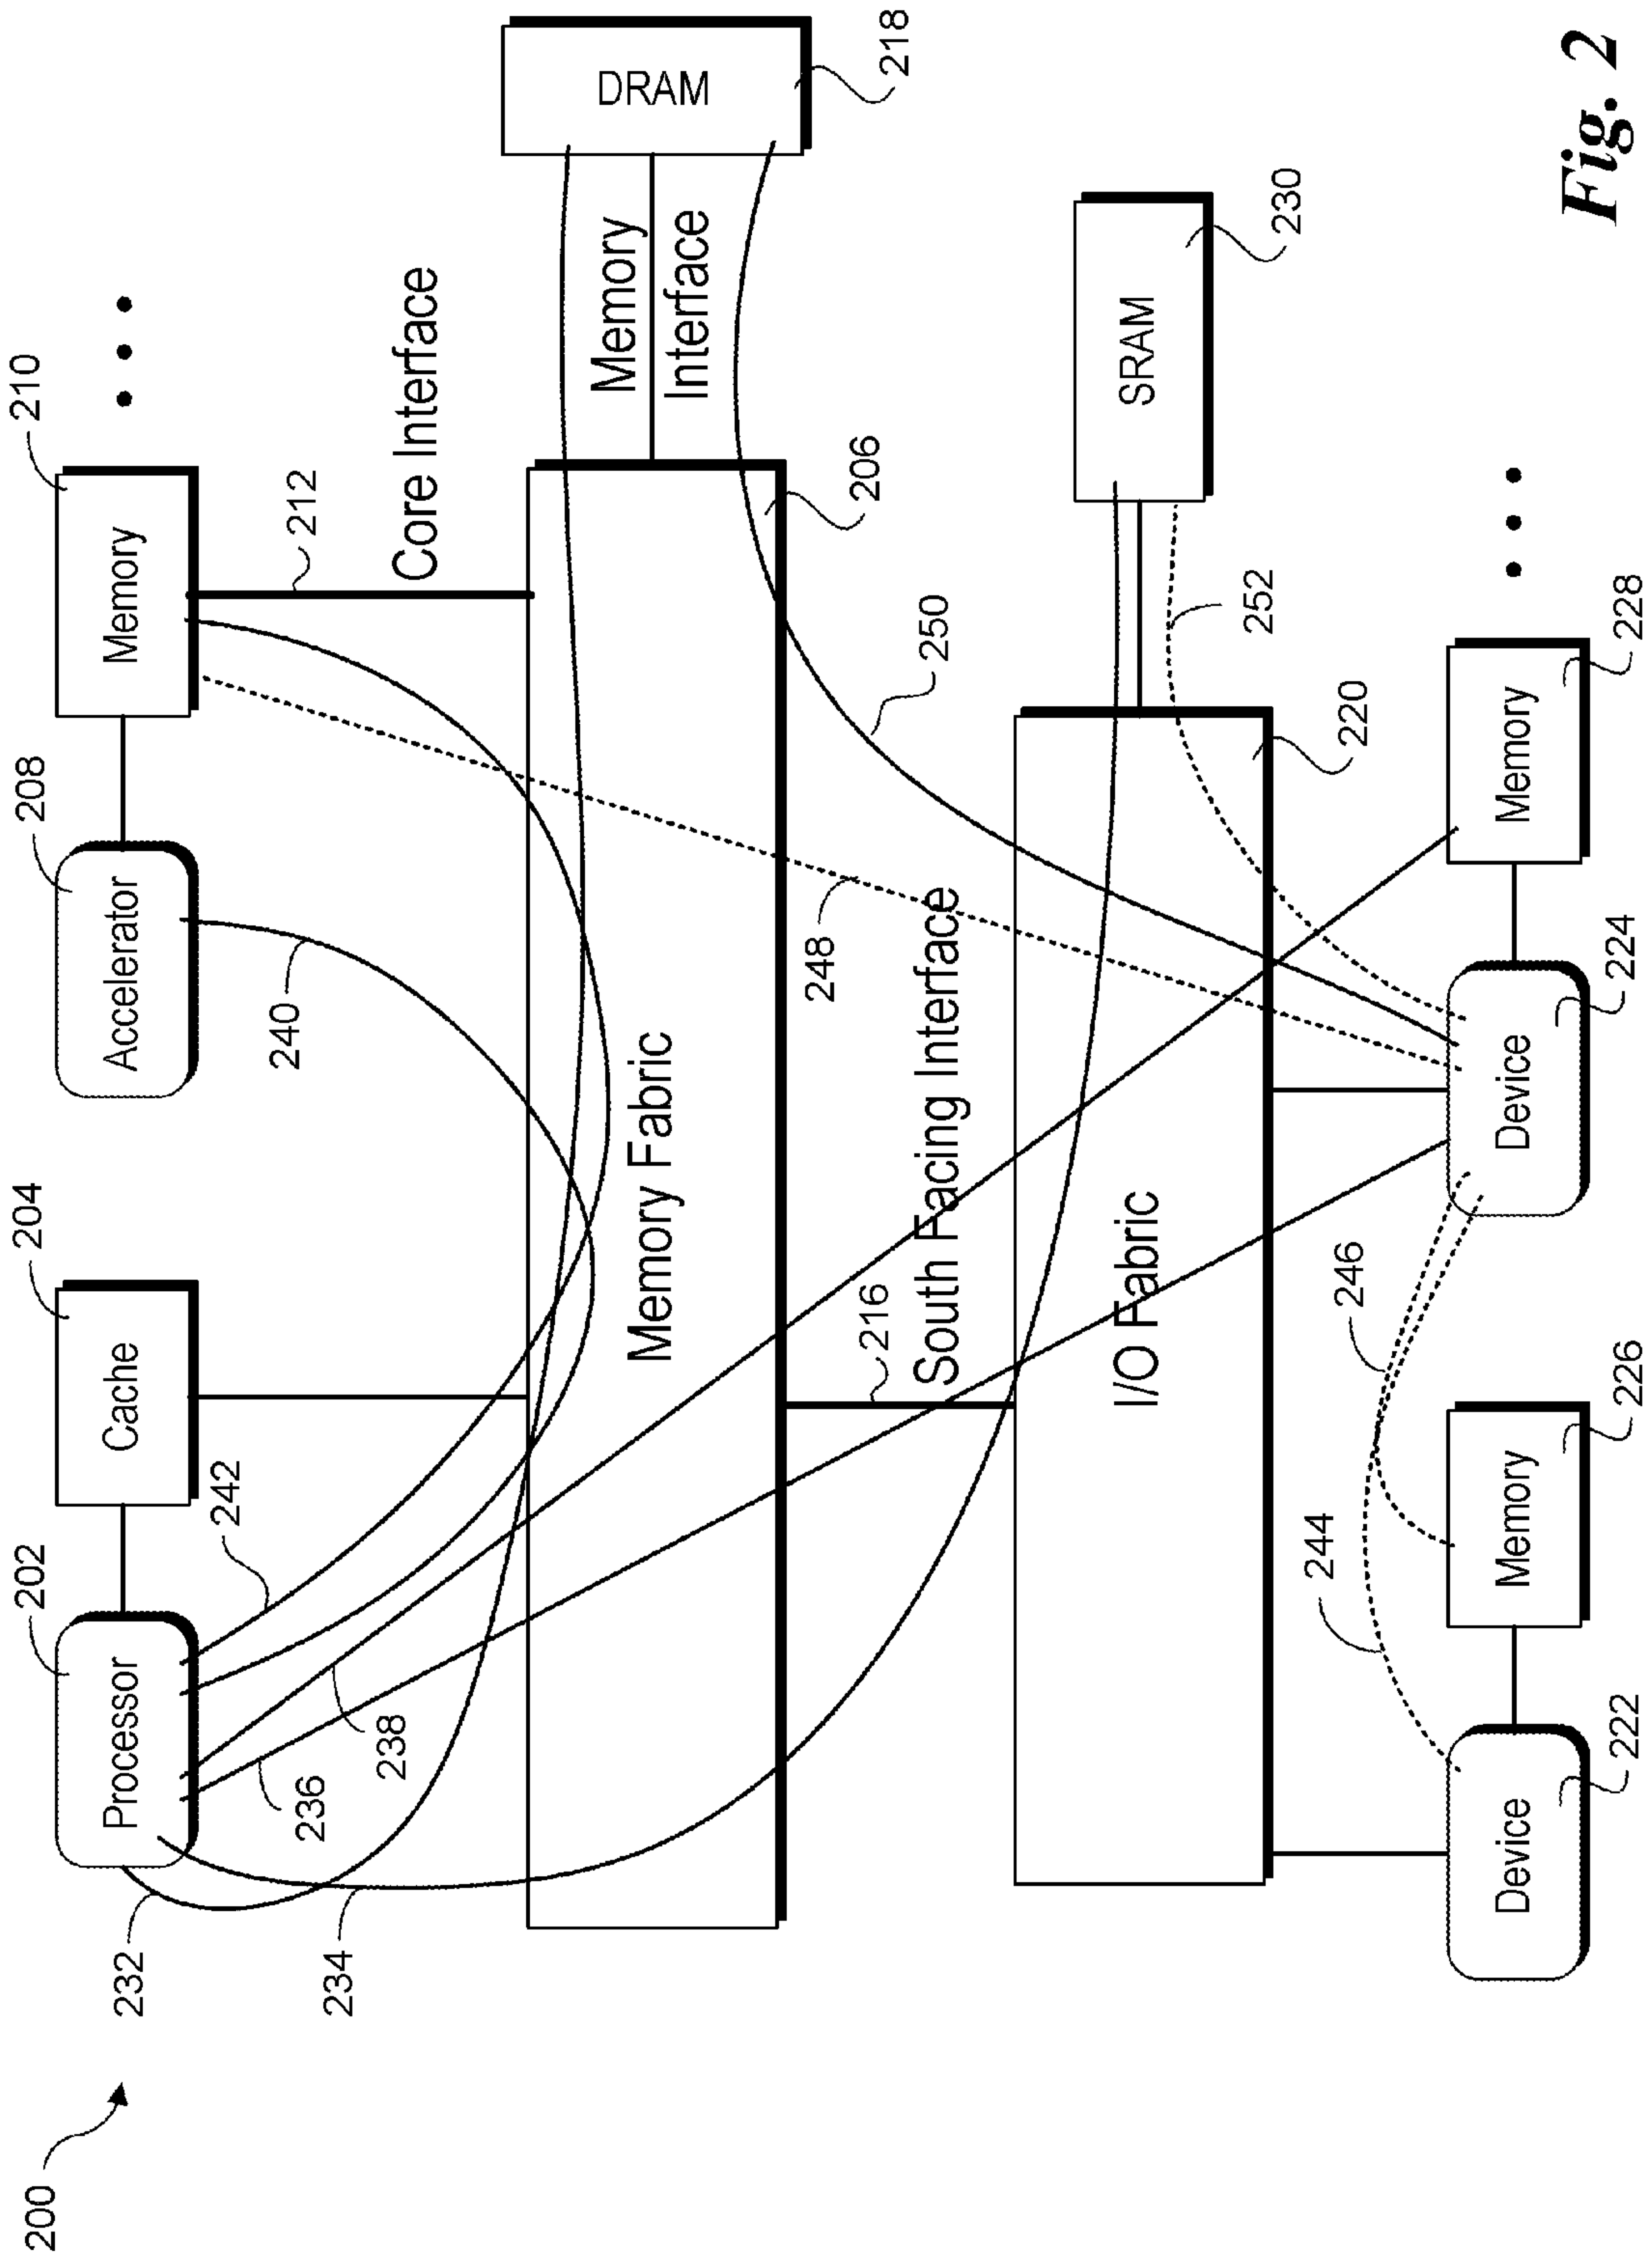 200
202
Processor
204
Cache
208
Accelerator
210
Memory
• • •
232
242
240
212
234
236
238
Core Interface
Memory Fabric
206
Memory
Interface
DRAM
218
216
South Facing Interface
248
250
I/O Fabric
220
SRAM
230
252
244
246
Device
222
Memory
226
Device
224
Memory
228
• • •
Fig. 2